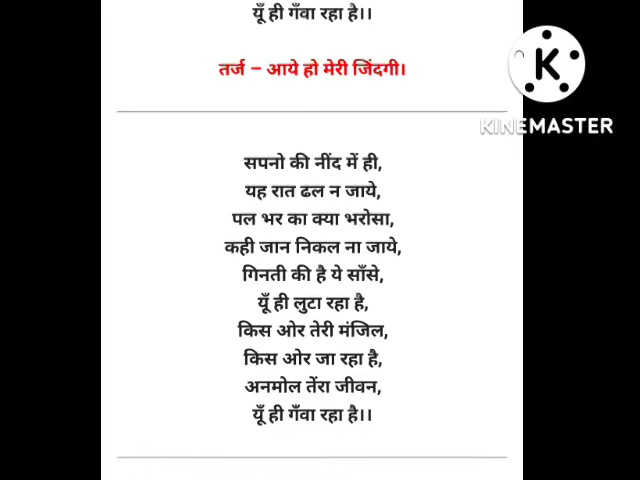 यूँ ही गँवा रहा है।।
तर्ज – आये हो मेरी जिंदगी।
K
KINEMASTER
सपनो की नींद में ही,
यह रात ढल न जाये,
पल भर का क्या भरोसा,
कही जान निकल ना जाये,
गिनती की है ये साँसे,
यूँ ही लुटा रहा है,
किस ओर तेरी मंजिल,
किस ओर जा रहा है,
अनमोल तेंरा जीवन,
यूँ ही गँवा रहा है।।